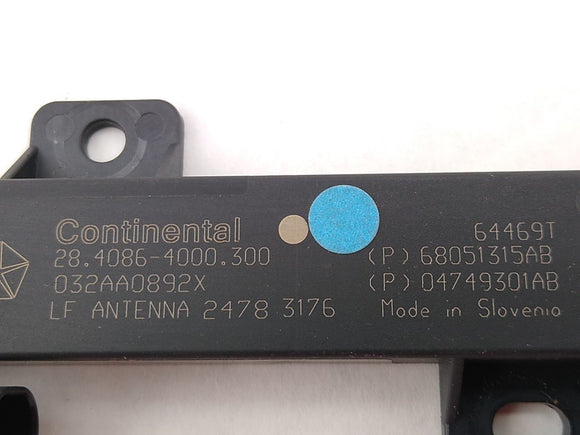 Continental
64469T
28.4086-4000.300
(P) 68051315AB
032AA0892X
(P) 04749301AB
LF ANTENNA 2478 3176
Made in Slovenia